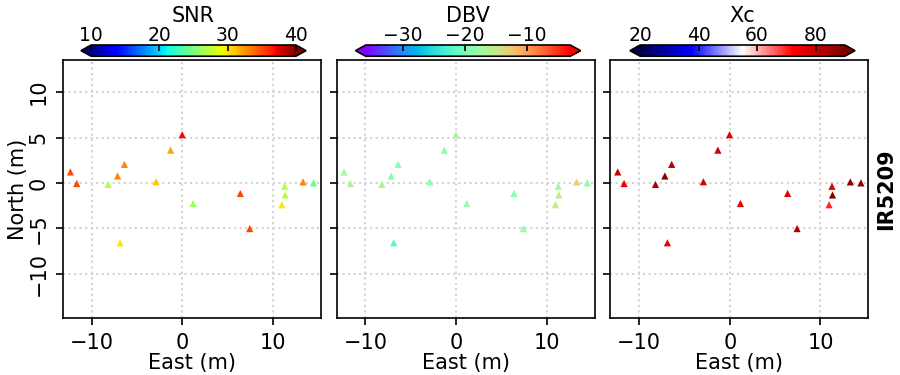 SNR DBV Xc
10 20 30 40 −30 −20 −10 20 40 60 80
10
5
0
−5
−10
North (m)
−10 0 10 −10 0 10 −10 0 10
East (m) East (m) East (m)
IR5209